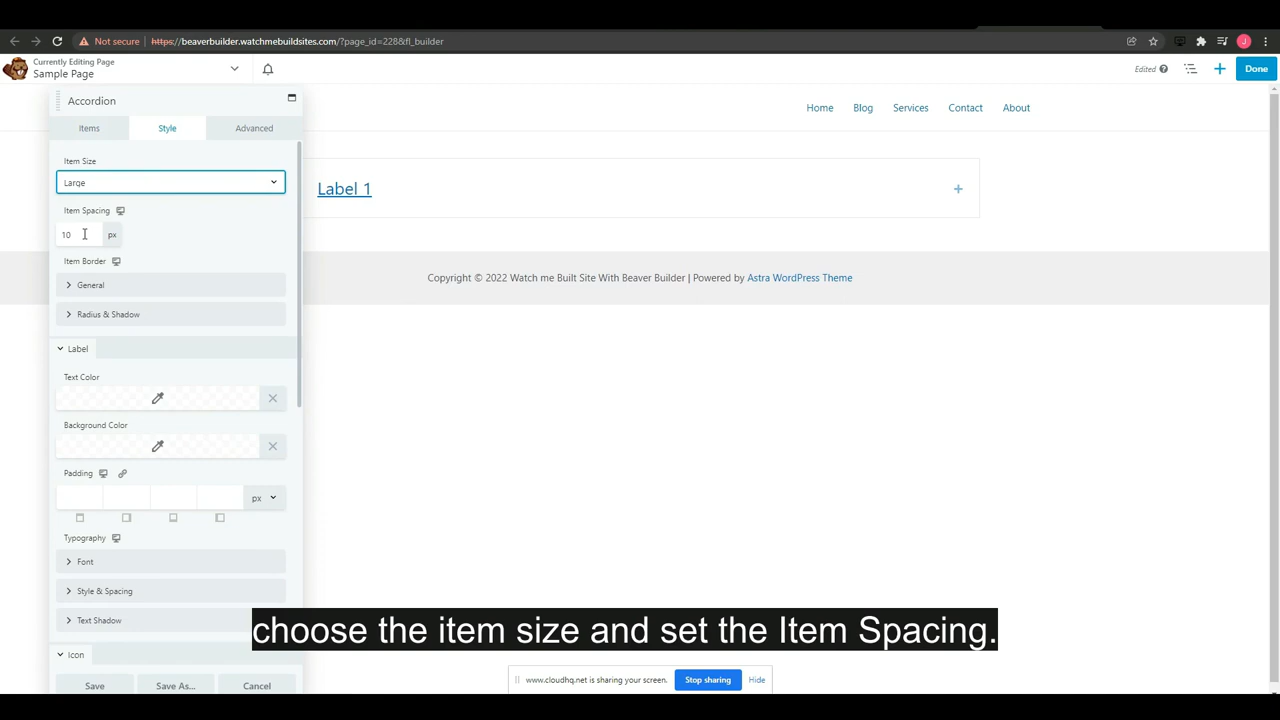 Not secure
https://beaverbuilder.watchmebuildsites.com/?page_id=228&fl_builder
J
Currently Editing Page
Sample Page
Edited
Done
Accordion
Home
Blog
Services
Contact
About
Items
Style
Advanced
Item Size
Large
Label 1
+
Item Spacing
10
px
Item Border
General
Copyright © 2022 Watch me Built Site With Beaver Builder | Powered by Astra WordPress Theme
Radius & Shadow
Label
Text Color
Background Color
Padding
px
Typography
Font
Style & Spacing
Text Shadow
choose the item size and set the Item Spacing.
Icon
Save
Save As...
Cancel
www.cloudhq.net is sharing your screen.
Stop sharing
Hide